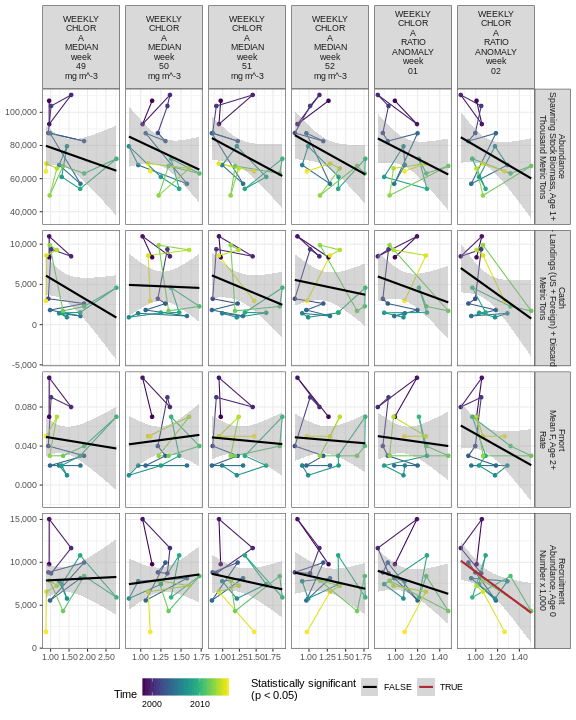 WEEKLY
CHLOR
A
MEDIAN
week
49
mg m^-3
WEEKLY
CHLOR
A
MEDIAN
week
50
mg m^-3
WEEKLY
CHLOR
A
MEDIAN
week
51
mg m^-3
WEEKLY
CHLOR
A
MEDIAN
week
52
mg m^-3
WEEKLY
CHLOR
A
RATIO
ANOMALY
week
01
WEEKLY
CHLOR
A
RATIO
ANOMALY
week
02
100,000
80,000
60,000
40,000
Abundance
Spawning Stock Biomass, Age 1+
Thousand Metric Tons
10,000
5,000
0
-5,000
Catch
Landings (US + Foreign) + Discard
Metric Tons
0.080
0.040
0.000
Fmort
Mean F, Age 2+
Rate
15,000
10,000
5,000
0
Recruitment
Abundance, Age 0
Number x 1,000
1.00 1.50 2.00 2.50
1.00 1.25 1.50 1.75
1.00 1.25 1.50 1.75
1.00 1.25 1.50 1.75
1.00 1.20 1.40
1.00 1.20 1.40
Time
2000 2010
Statistically significant
(p < 0.05)
FALSE
TRUE